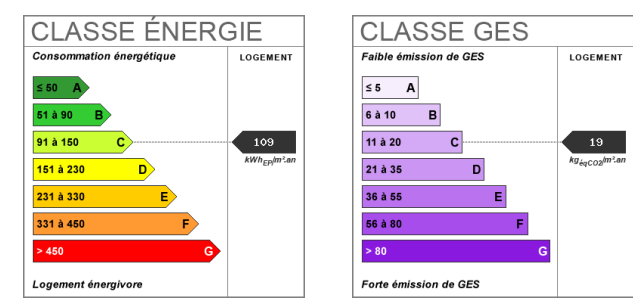 CLASSE ÉNERGIE
Consommation énergétique
LOGEMENT
≤ 50 A
51 à 90 B
91 à 150 C
109
kWhEP/m².an
151 à 230 D
231 à 330 E
331 à 450 F
> 450 G
Logement énergivore
CLASSE GES
Faible émission de GES
LOGEMENT
≤ 5 A
6 à 10 B
11 à 20 C
19
kgéqCO2/m².an
21 à 35 D
36 à 55 E
56 à 80 F
> 80 G
Forte émission de GES